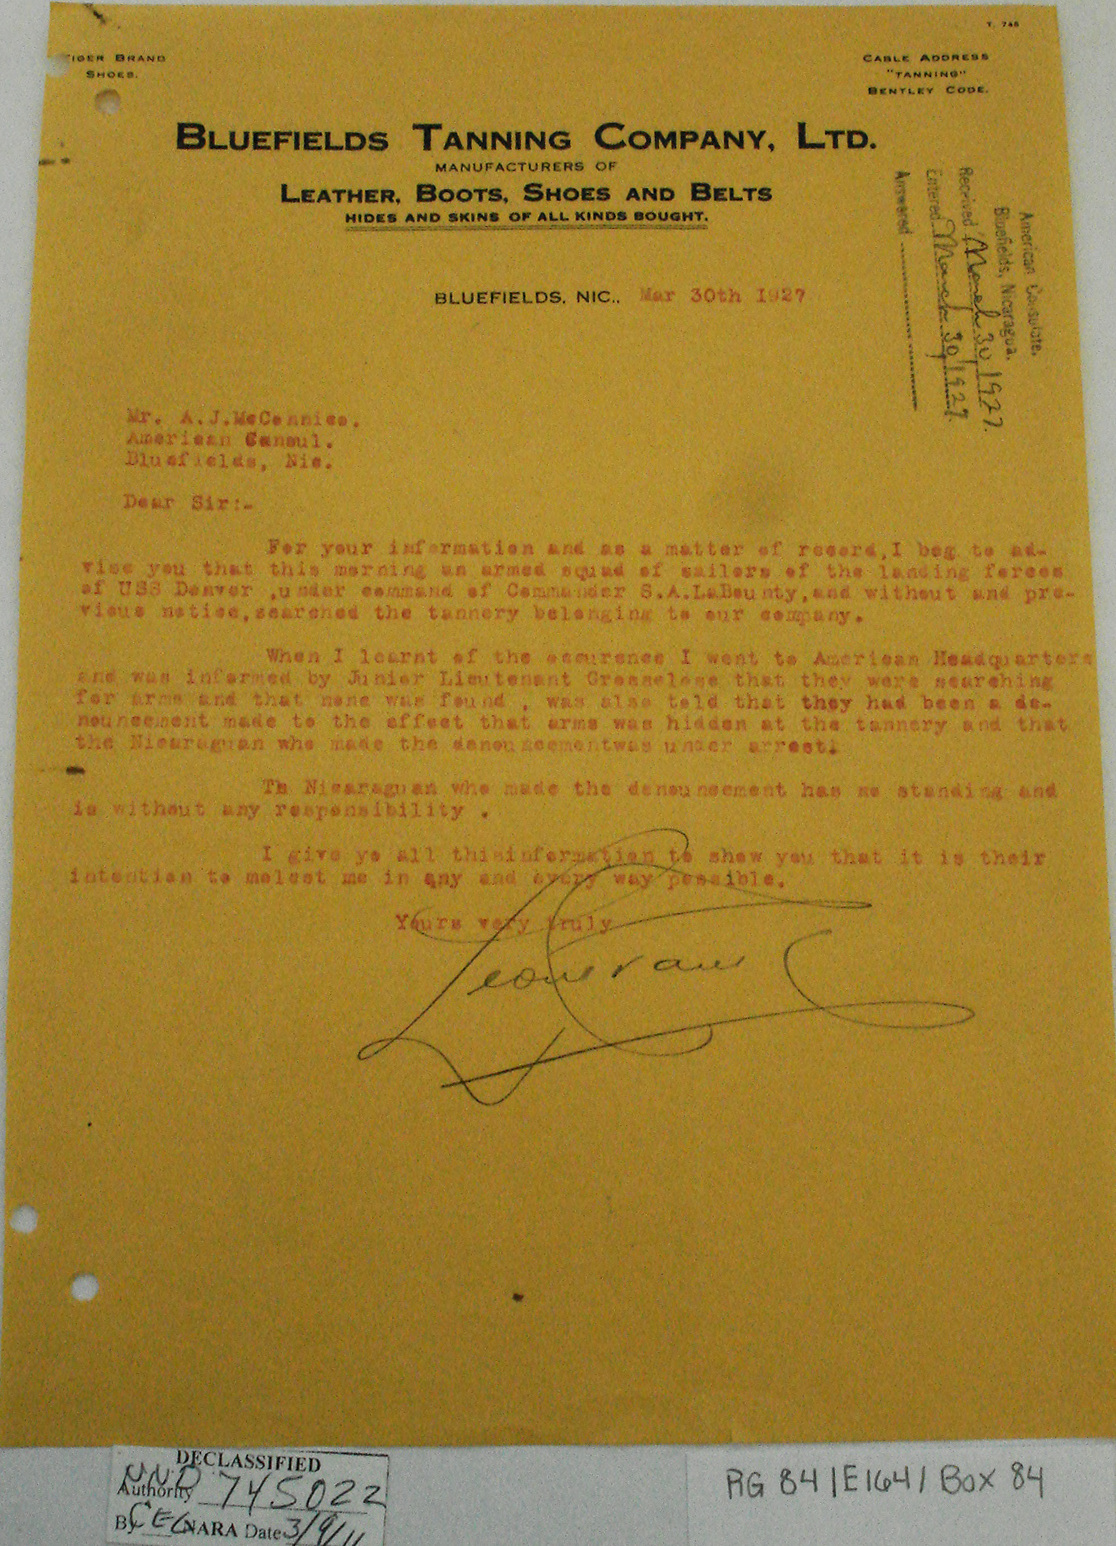 T. 745
TIGER BRAND
SHOES.
CABLE ADDRESS
"TANNING"
BENTLEY CODE.
BLUEFIELDS TANNING COMPANY, LTD.
MANUFACTURERS OF
LEATHER, BOOTS, SHOES AND BELTS
HIDES AND SKINS OF ALL KINDS BOUGHT.
American Consulate,
Bluefields, Nicaragua.
Received March 30, 1927.
Entered March 30, 1927.
Answered
BLUEFIELDS, NIC., Mar 30th 1927
Mr. A.J.McConnico.
American Consul.
Bluefields, Nic.
Dear Sir:-
For your information and as a matter of record,I beg to ad-
vise you that this morning an armed squad of sailors of the landing forces
of USS Denver ,under command of Commander S.A.LaBounty,and without and pre-
vious notice,searched the tannery belonging to our company.
When I learnt of the occurence I went to American Headquarters
and was informed by Junior Lieutenant that they were searching
for arms and that none was found , was also told that they had been a de-
nouncement made to the effect that arms was hidden at the tannery and that
the Nicaraguan who made the denouncementwas under arrest.
Th Nicaraguan who made the denouncement has no standing and
is without any responsibility .
I give yo all thisinformation to show you that it is their
intention to molest me in any and every way possible.
Yours very truly
DECLASSIFIED
Authority NND 745022
By CEC NARA Date 3/9/11
RG 84/E1641 Box 84